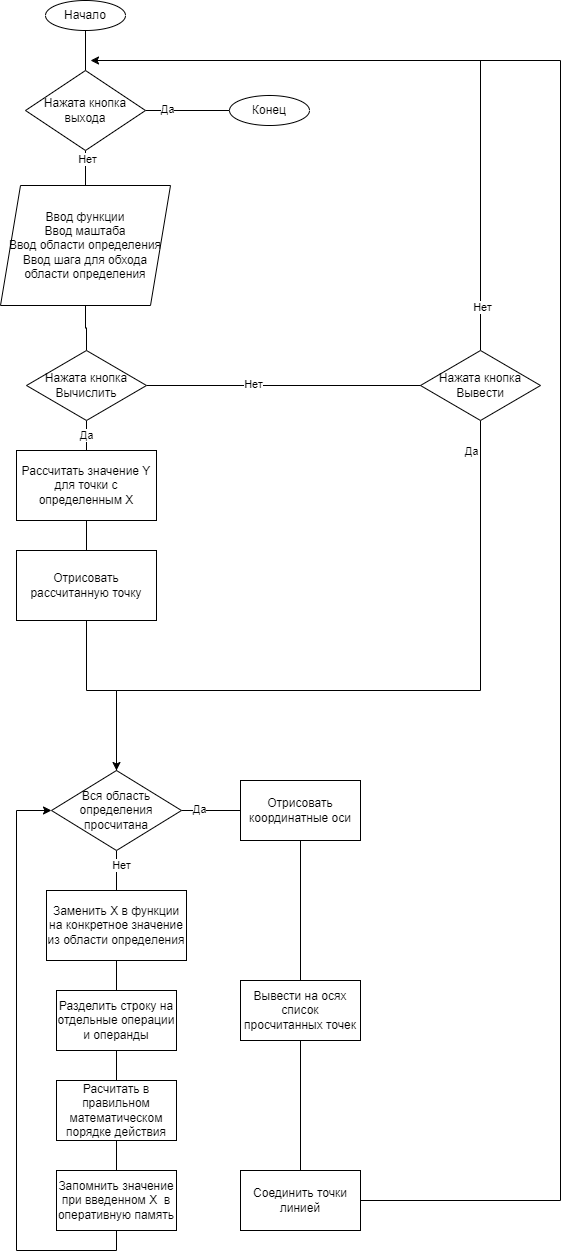 Начало
Нажата кнопка
выхода
Да
Конец
Нет
Ввод функции
Ввод маштаба
Ввод области определения
Ввод шага для обхода
области определения
Нет
Нажата кнопка
Вычислить
Нет
Нажата кнопка
Вывести
Да
Да
Рассчитать значение Y
для точки с
определенным X
Отрисовать
рассчитанную точку
Вся область
определения
просчитана
Да
Отрисовать
координатные оси
Нет
Заменить X в функции
на конкретное значение
из области определения
Разделить строку на
отдельные операции
и операнды
Вывести на осях
список
просчитанных точек
Расчитать в
правильном
математическом
порядке действия
Запомнить значение
при введенном X в
оперативную память
Соединить точки
линией